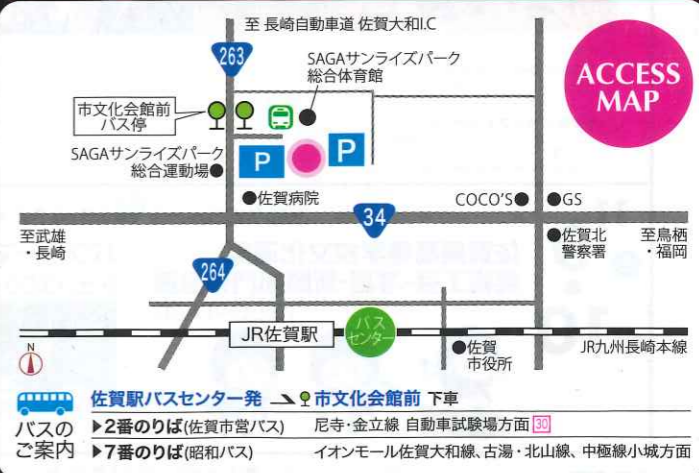 至 長崎自動車道 佐賀大和I.C
263
SAGAサンライズパーク
総合体育館
ACCESS
MAP
市文化会館前
バス停
P
P
SAGAサンライズパーク
総合運動場
佐賀病院
COCO'S
GS
34
至武雄
・長崎
佐賀北
警察署
至鳥栖
・福岡
264
JR佐賀駅
バス
センター
佐賀
市役所
JR九州長崎本線
N
バスの
ご案内
佐賀駅バスセンター発 市文化会館前 下車
▶2番のりば(佐賀市営バス) 尼寺・金立線 自動車試験場方面 30
▶7番のりば(昭和バス) イオンモール佐賀大和線、古湯・北山線、中極線小城方面